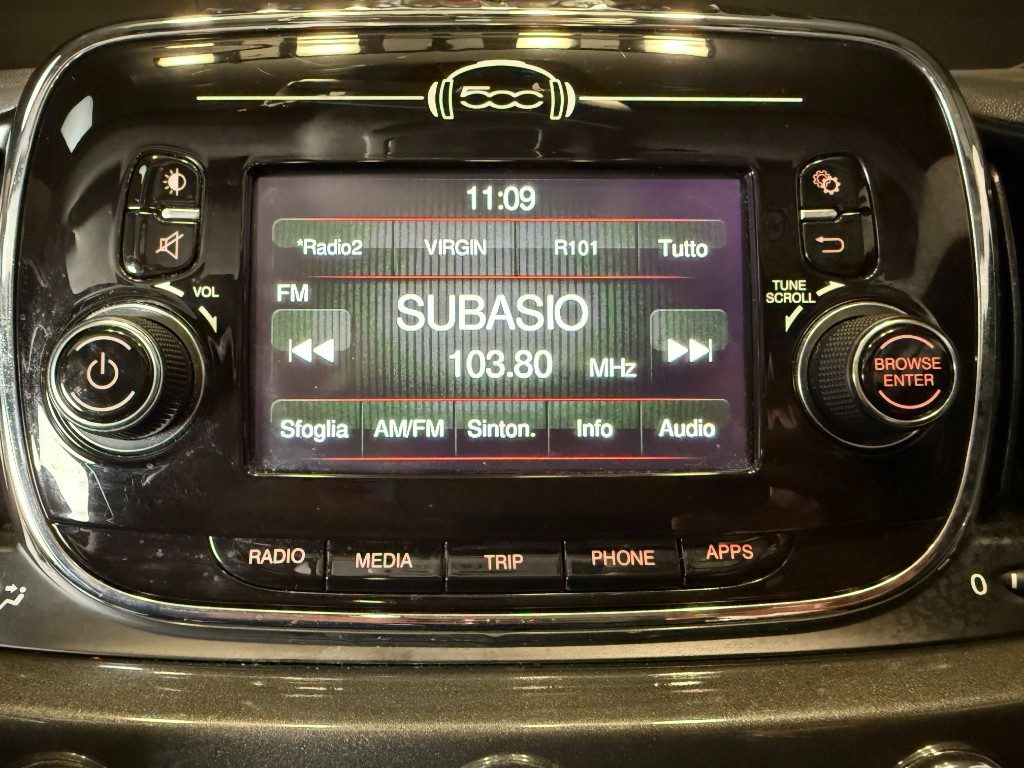 500
11:09
*Radio2 VIRGIN R101 Tutto
FM
SUBASIO
103.80 MHz
Sfoglia AM/FM Sinton. Info Audio
VOL
TUNE
SCROLL
BROWSE
ENTER
RADIO MEDIA TRIP PHONE APPS
0